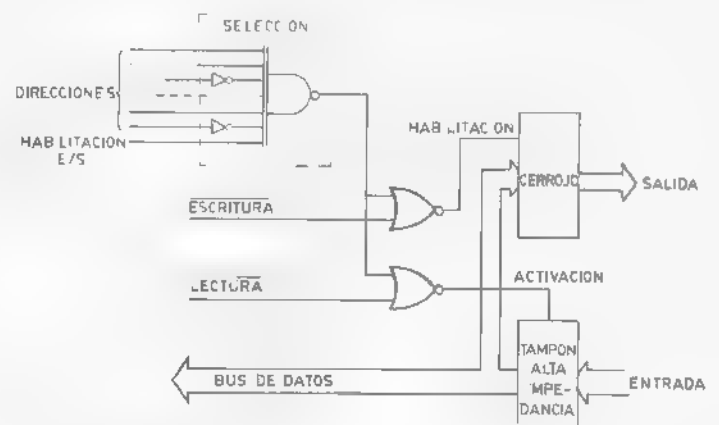 SELECCION
DIRECCIONES
HABILITACION
E/S
HABILITACION
CERROJO
SALIDA
ESCRITURA
LECTURA
ACTIVACION
TAMPON
ALTA
IMPE-
DANCIA
BUS DE DATOS
ENTRADA